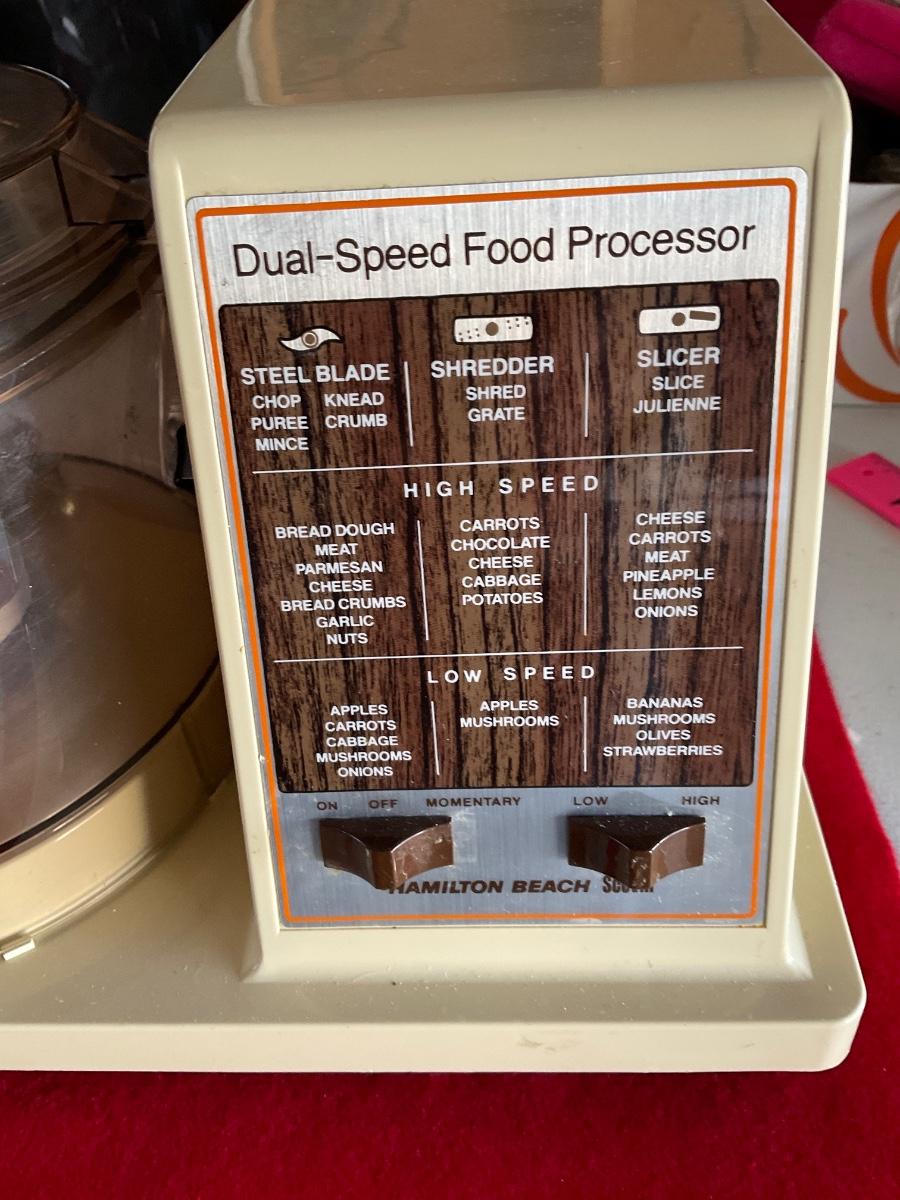 Dual-Speed Food Processor
STEEL BLADE
CHOP KNEAD
PUREE CRUMB
MINCE
SHREDDER
SHRED
GRATE
SLICER
SLICE
JULIENNE
HIGH SPEED
BREAD DOUGH
MEAT
PARMESAN
CHEESE
BREAD CRUMBS
GARLIC
NUTS
CARROTS
CHOCOLATE
CHEESE
CABBAGE
POTATOES
CHEESE
CARROTS
MEAT
PINEAPPLE
LEMONS
ONIONS
LOW SPEED
APPLES
CARROTS
CABBAGE
MUSHROOMS
ONIONS
APPLES
MUSHROOMS
BANANAS
MUSHROOMS
OLIVES
STRAWBERRIES
ON OFF MOMENTARY LOW HIGH
HAMILTON BEACH